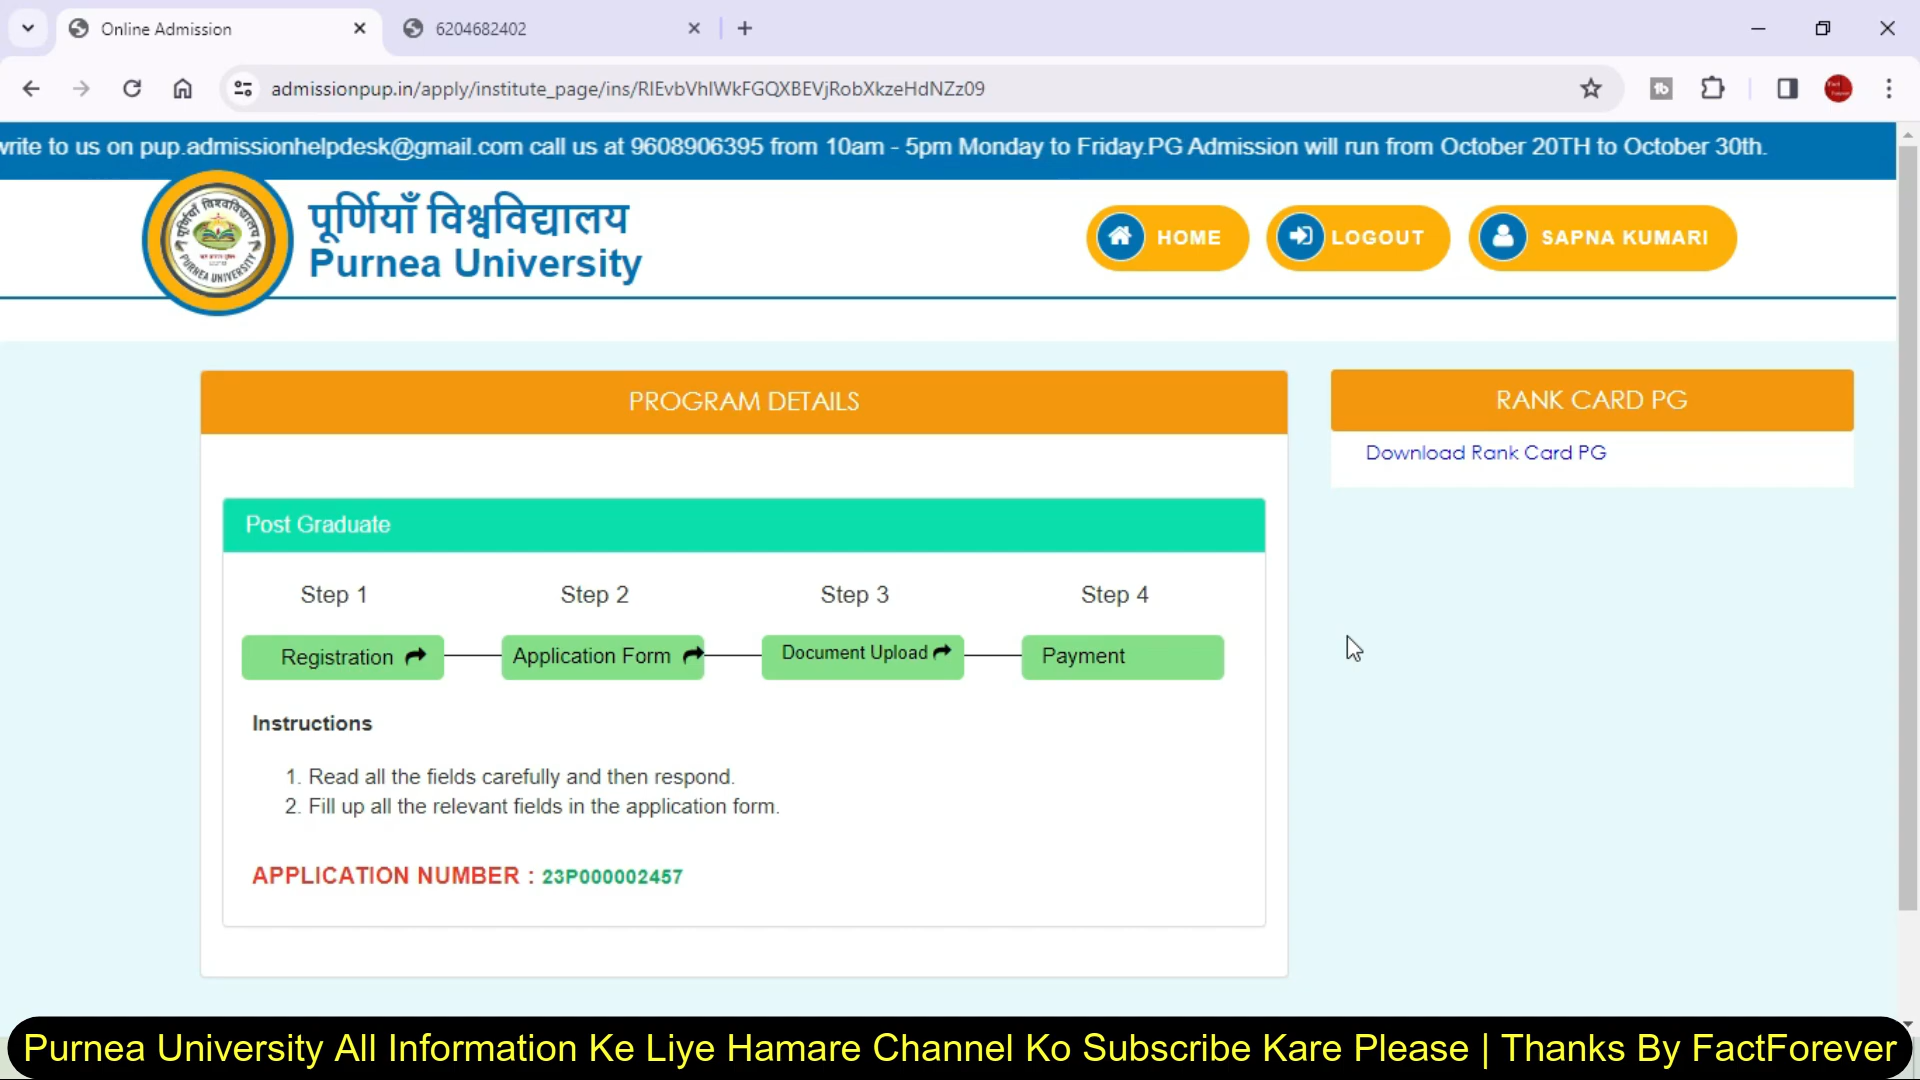 Online Admission
6204682402
admissionpup.in/apply/institute_page/ins/RlEvbVhlWkFGQXBEVjRobXkzeHdNZz09
write to us on pup.admissionhelpdesk@gmail.com call us at 9608906395 from 10am - 5pm Monday to Friday.PG Admission will run from October 20TH to October 30th.
पूर्णियाँ विश्वविद्यालय
Purnea University
पूर्णियाँ विश्वविद्यालय
PURNEA UNIVERSITY
HOME
LOGOUT
SAPNA KUMARI
PROGRAM DETAILS
RANK CARD PG
Download Rank Card PG
Post Graduate
Step 1
Step 2
Step 3
Step 4
Registration
Application Form
Document Upload
Payment
Instructions
1. Read all the fields carefully and then respond.
2. Fill up all the relevant fields in the application form.
APPLICATION NUMBER : 23P000002457
Purnea University All Information Ke Liye Hamare Channel Ko Subscribe Kare Please | Thanks By FactForever